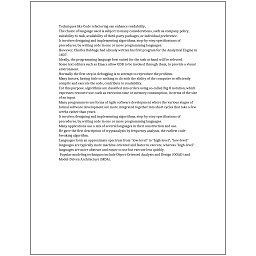 Techniques like Code refactoring can enhance readability.
The choice of language used is subject to many considerations, such as company policy,
suitability to task, availability of third-party packages, or individual preference.
It involves designing and implementing algorithms, step-by-step specifications of
procedures, by writing code in one or more programming languages.
However, Charles Babbage had already written his first program for the Analytical Engine in
1837.
Ideally, the programming language best suited for the task at hand will be selected.
Some text editors such as Emacs allow GDB to be invoked through them, to provide a visual
environment.
Normally the first step in debugging is to attempt to reproduce the problem.
Many factors, having little or nothing to do with the ability of the computer to efficiently
compile and execute the code, contribute to readability.
For this purpose, algorithms are classified into orders using so-called Big O notation, which
expresses resource use, such as execution time or memory consumption, in terms of the size
of an input.
Many programmers use forms of Agile software development where the various stages of
formal software development are more integrated together into short cycles that take a few
weeks rather than years.
It involves designing and implementing algorithms, step-by-step specifications of
procedures, by writing code in one or more programming languages.
Many applications use a mix of several languages in their construction and use.
He gave the first description of cryptanalysis by frequency analysis, the earliest code-
breaking algorithm.
Languages form an approximate spectrum from "low-level" to "high-level"; "low-level"
languages are typically more machine-oriented and faster to execute, whereas "high-level"
languages are more abstract and easier to use but execute less quickly.
Popular modeling techniques include Object-Oriented Analysis and Design (OOAD) and
Model-Driven Architecture (MDA).